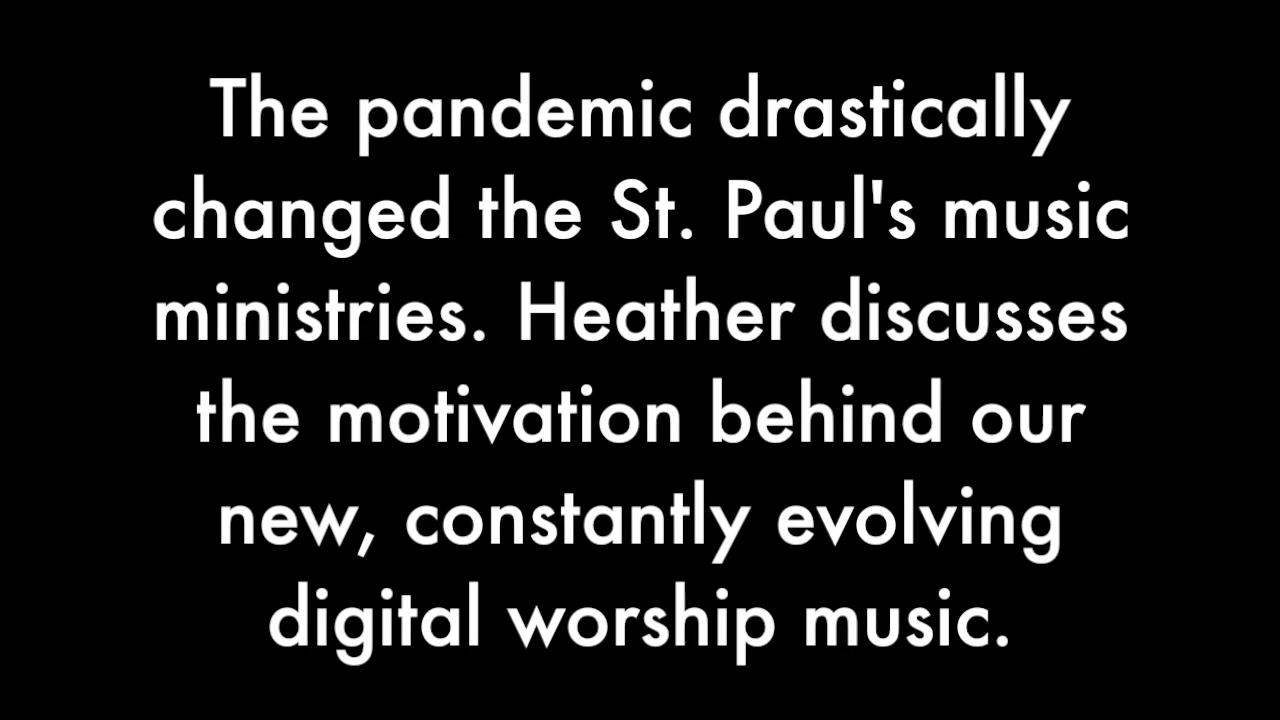 The pandemic drastically
changed the St. Paul's music
ministries. Heather discusses
the motivation behind our
new, constantly evolving
digital worship music.